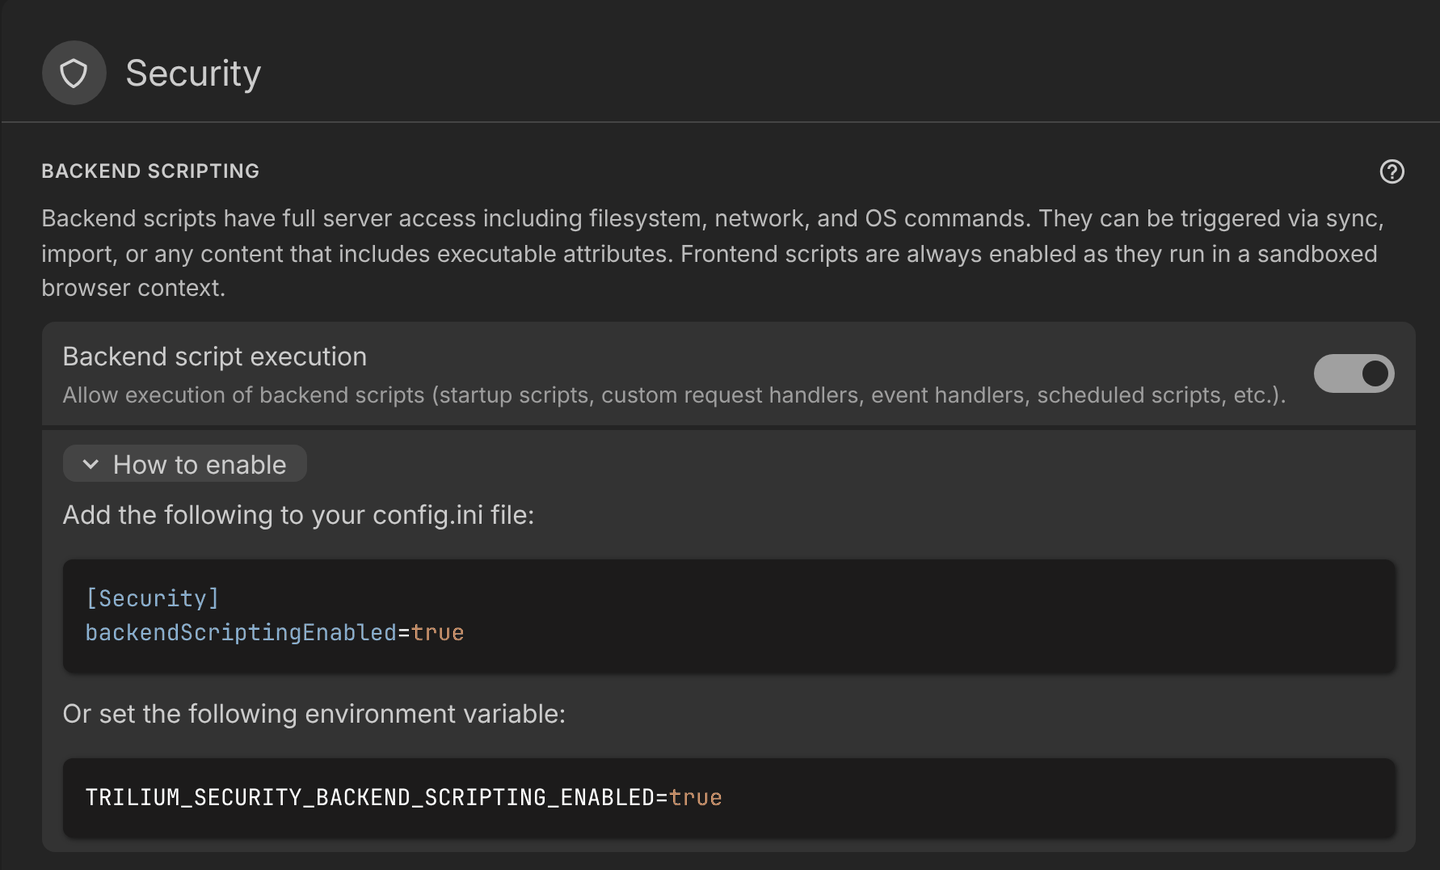 Security
BACKEND SCRIPTING
Backend scripts have full server access including filesystem, network, and OS commands. They can be triggered via sync,
import, or any content that includes executable attributes. Frontend scripts are always enabled as they run in a sandboxed
browser context.
Backend script execution
Allow execution of backend scripts (startup scripts, custom request handlers, event handlers, scheduled scripts, etc.).
How to enable
Add the following to your config.ini file:
[Security]
backendScriptingEnabled=true
Or set the following environment variable:
TRILIUM_SECURITY_BACKEND_SCRIPTING_ENABLED=true